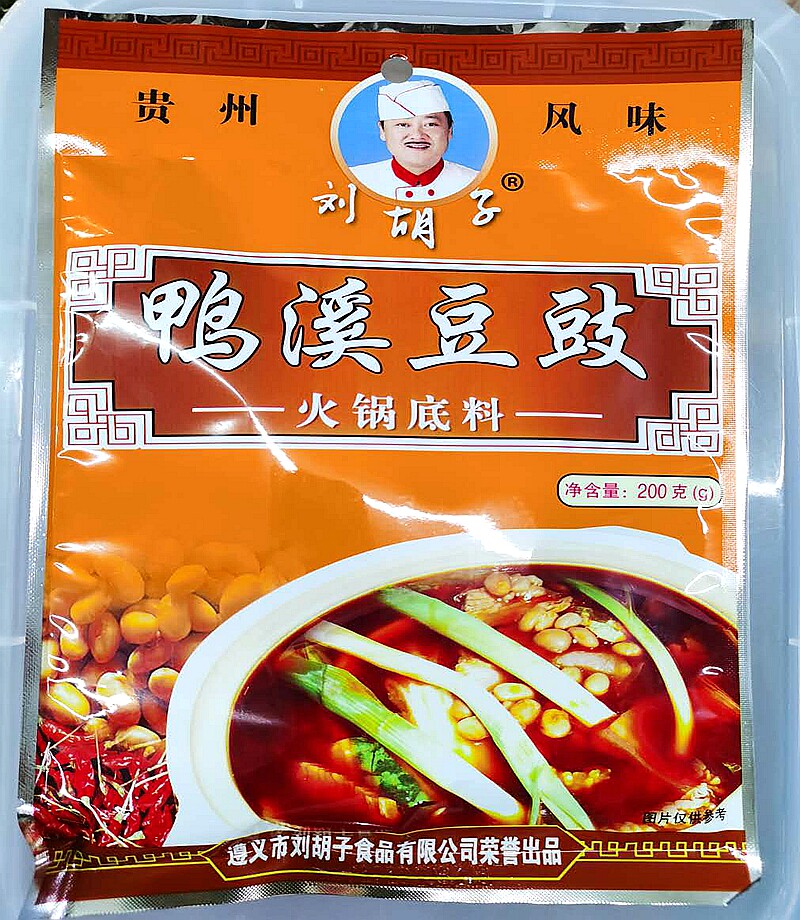 贵州 风味
刘胡子®
鸭溪豆豉
火锅底料
净含量：200克(g)
图片仅供参考
遵义市刘胡子食品有限公司荣誉出品